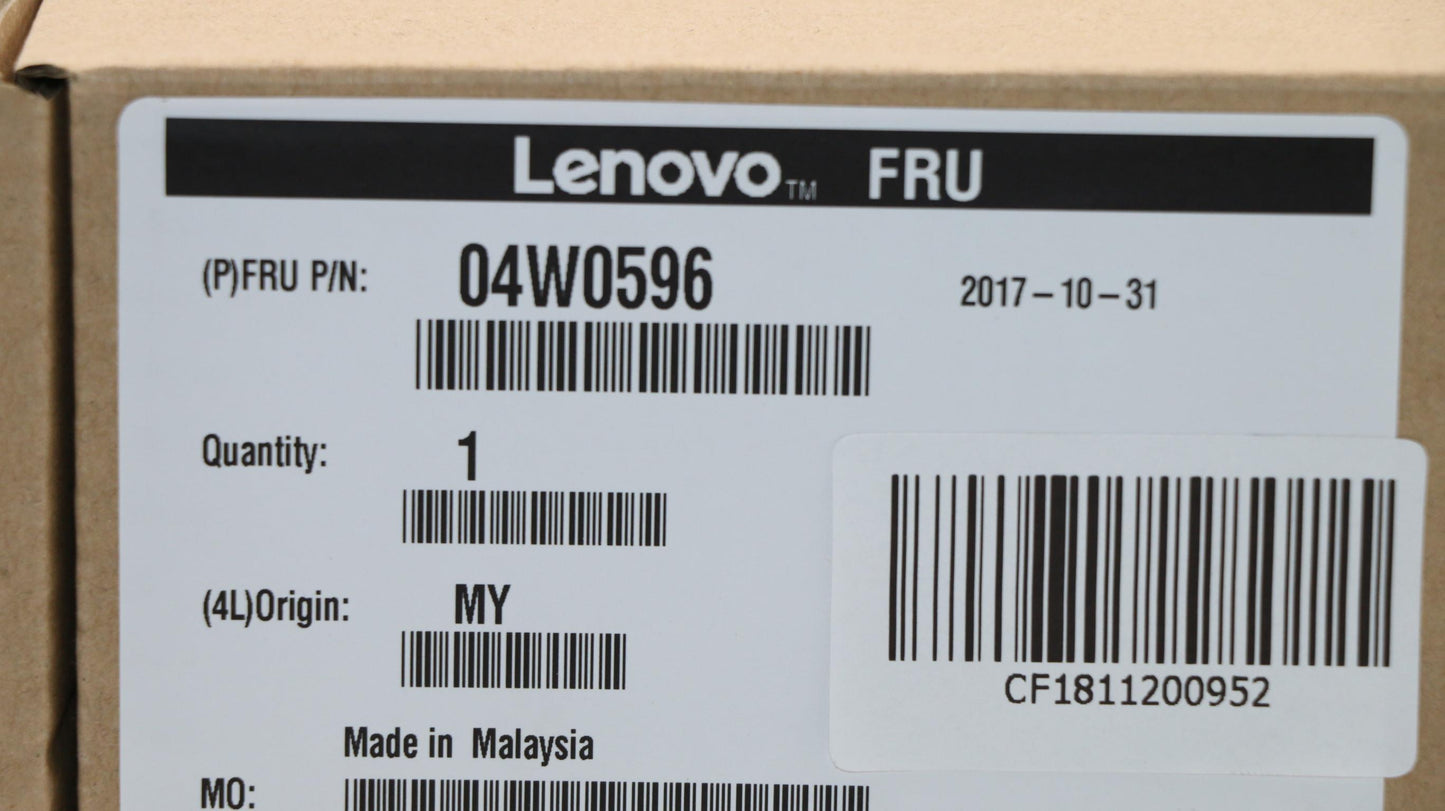 Lenovo™ FRU
(P)FRU P/N: 04W0596 2017-10-31
Quantity: 1
(4L)Origin: MY
CF1811200952
Made in Malaysia
MO: